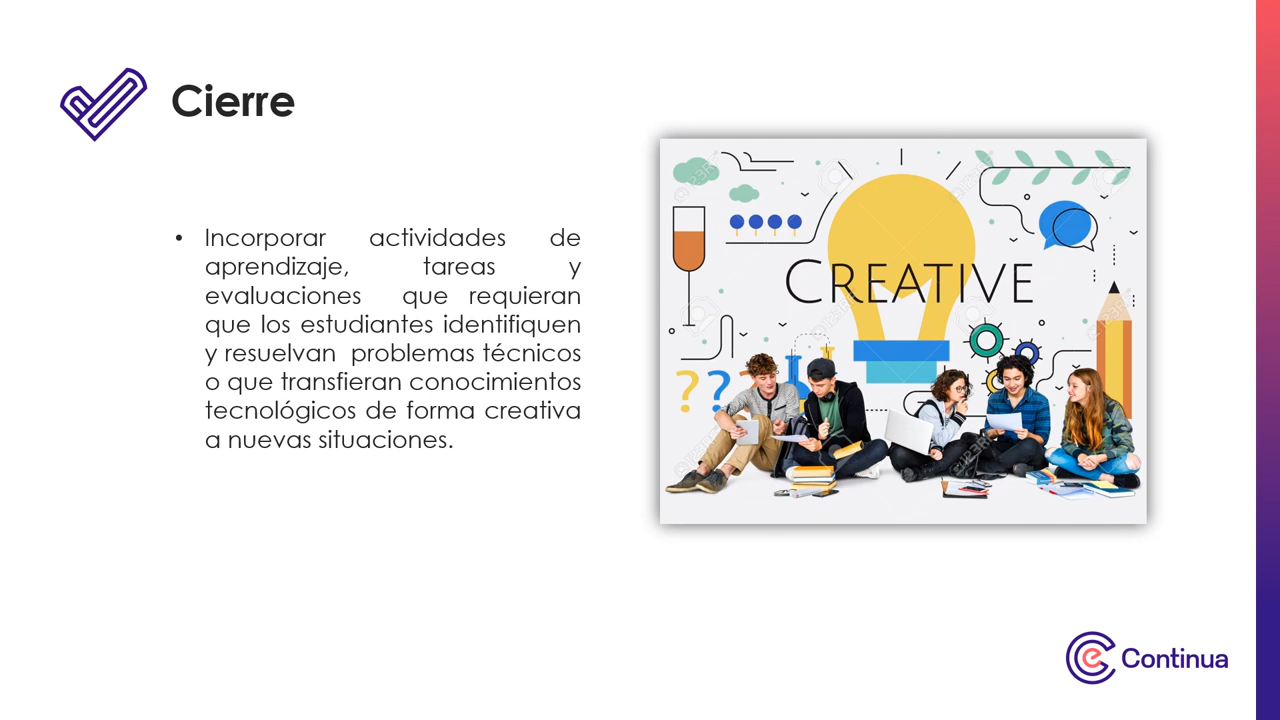 Cierre
• Incorporar actividades de
aprendizaje, tareas y
evaluaciones que requieran
que los estudiantes identifiquen
y resuelvan problemas técnicos
o que transfieran conocimientos
tecnológicos de forma creativa
a nuevas situaciones.
CREATIVE
??
e Continua